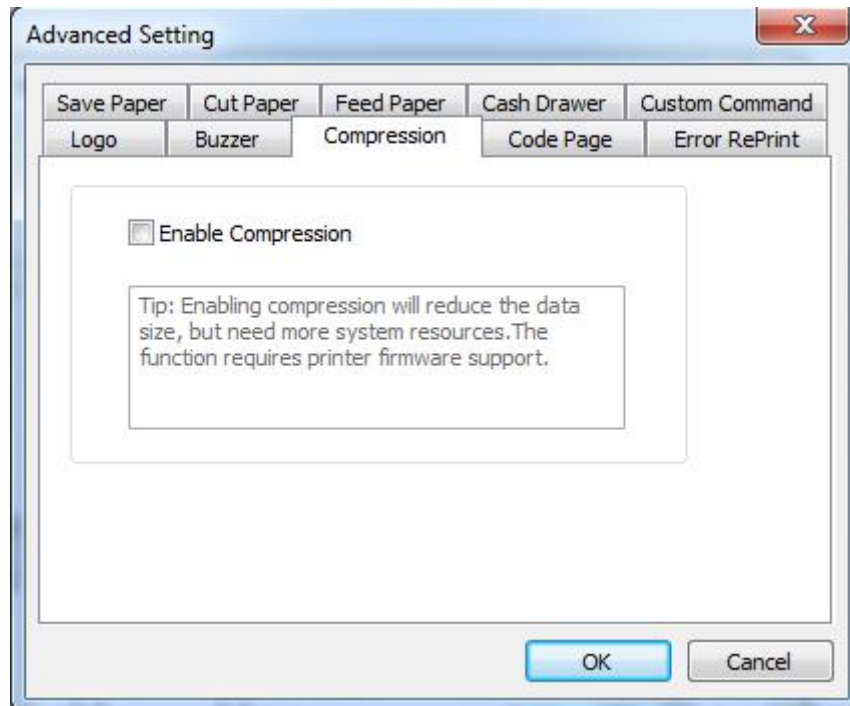 Advanced Setting
Save Paper Cut Paper Feed Paper Cash Drawer Custom Command
Logo Buzzer Compression Code Page Error RePrint
Enable Compression
Tip: Enabling compression will reduce the data
size, but need more system resources.The
function requires printer firmware support.
OK Cancel